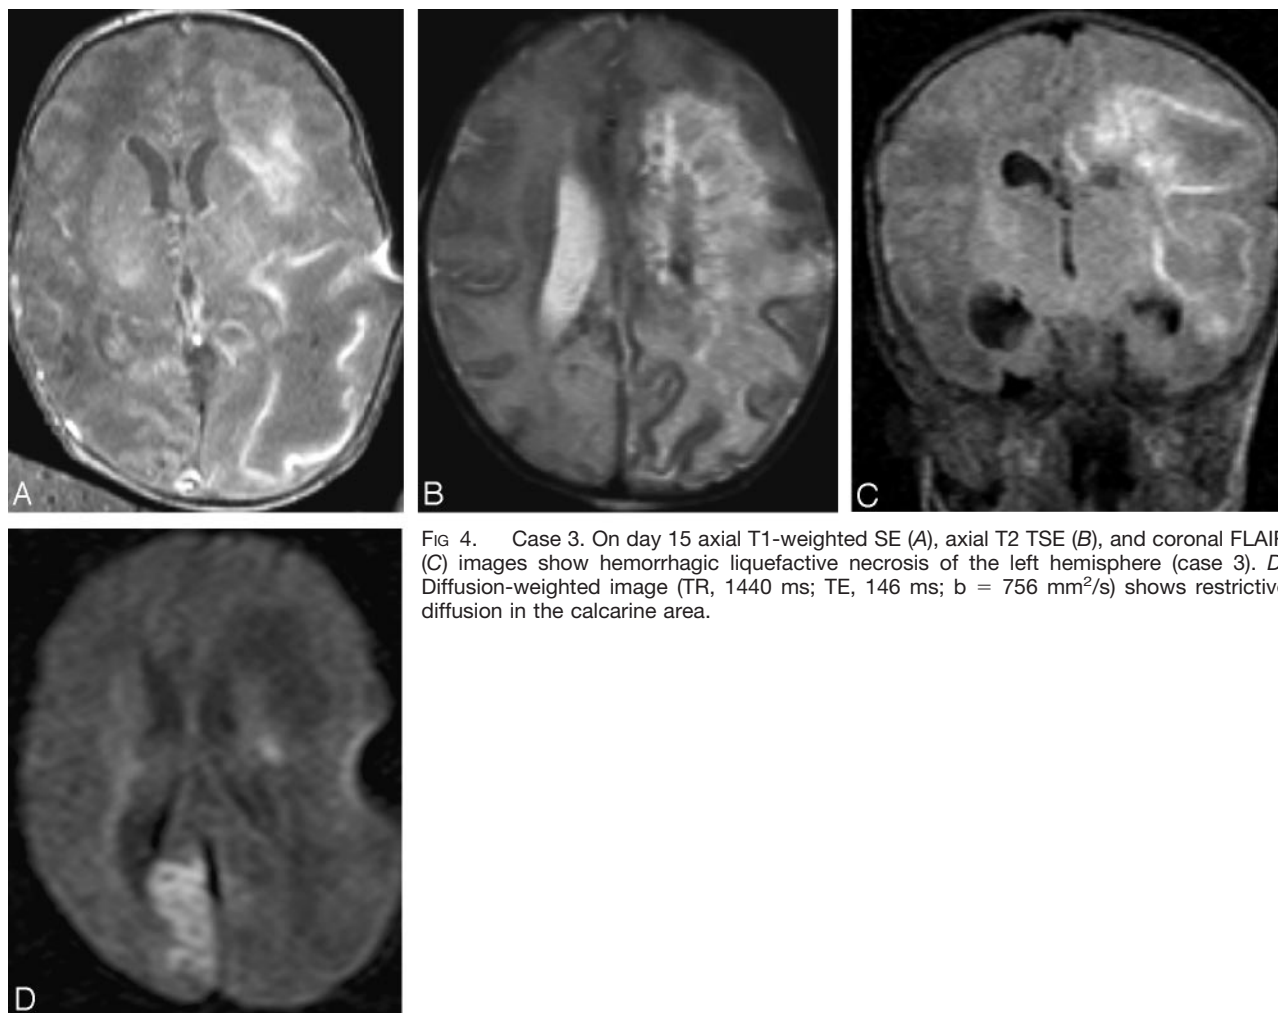 A
B
C
FIG 4. Case 3. On day 15 axial T1-weighted SE (A), axial T2 TSE (B), and coronal FLAIR
(C) images show hemorrhagic liquefactive necrosis of the left hemisphere (case 3). D
Diffusion-weighted image (TR, 1440 ms; TE, 146 ms; b = 756 mm²/s) shows restrictive
diffusion in the calcarine area.
D